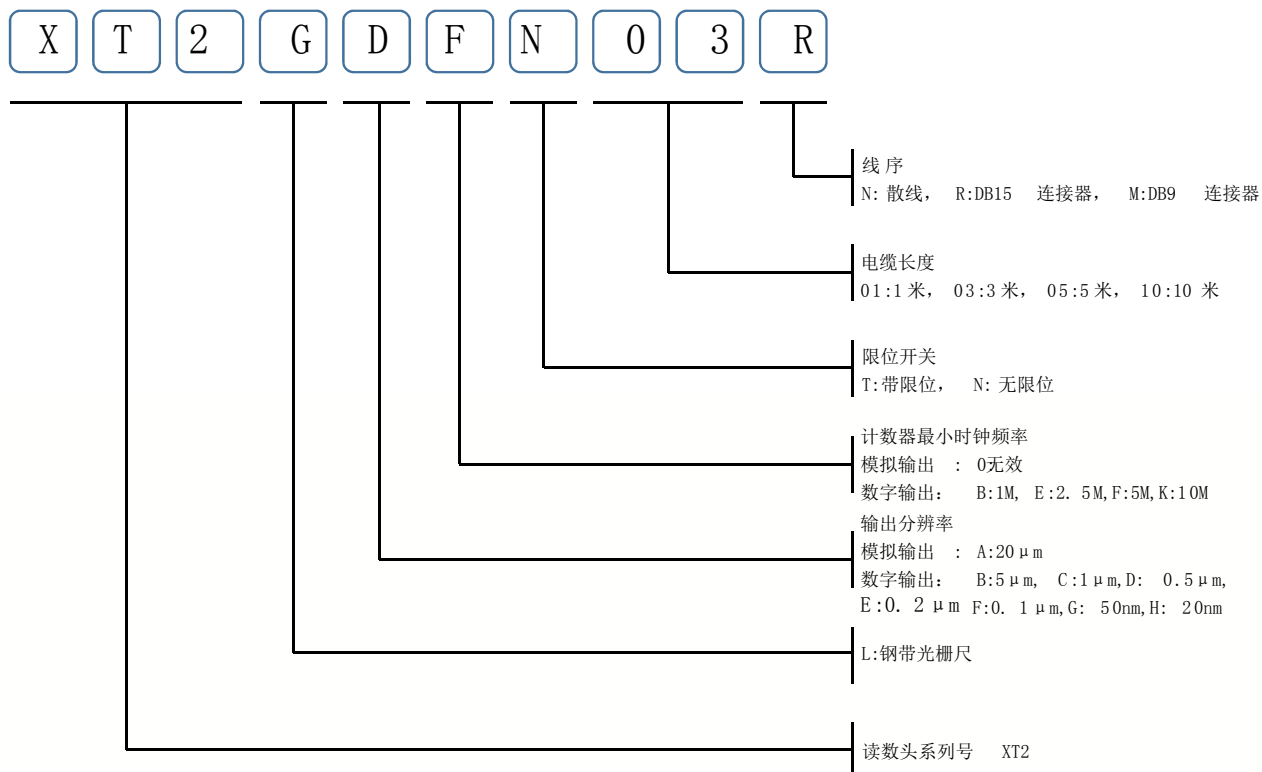 X T 2 G D F N 0 3 R
线序
N: 散线， R:DB15 连接器， M:DB9 连接器
电缆长度
01:1米， 03:3米， 05:5米， 10:10 米
限位开关
T:带限位， N: 无限位
计数器最小时钟频率
模拟输出 : 0无效
数字输出: B:1M, E:2.5M,F:5M,K:10M
输出分辨率
模拟输出 : A:20μm
数字输出: B:5μm, C:1μm,D: 0.5μm,
E:0.2μm F:0.1μm,G: 50nm,H: 20nm
L:钢带光栅尺
读数头系列号 XT2